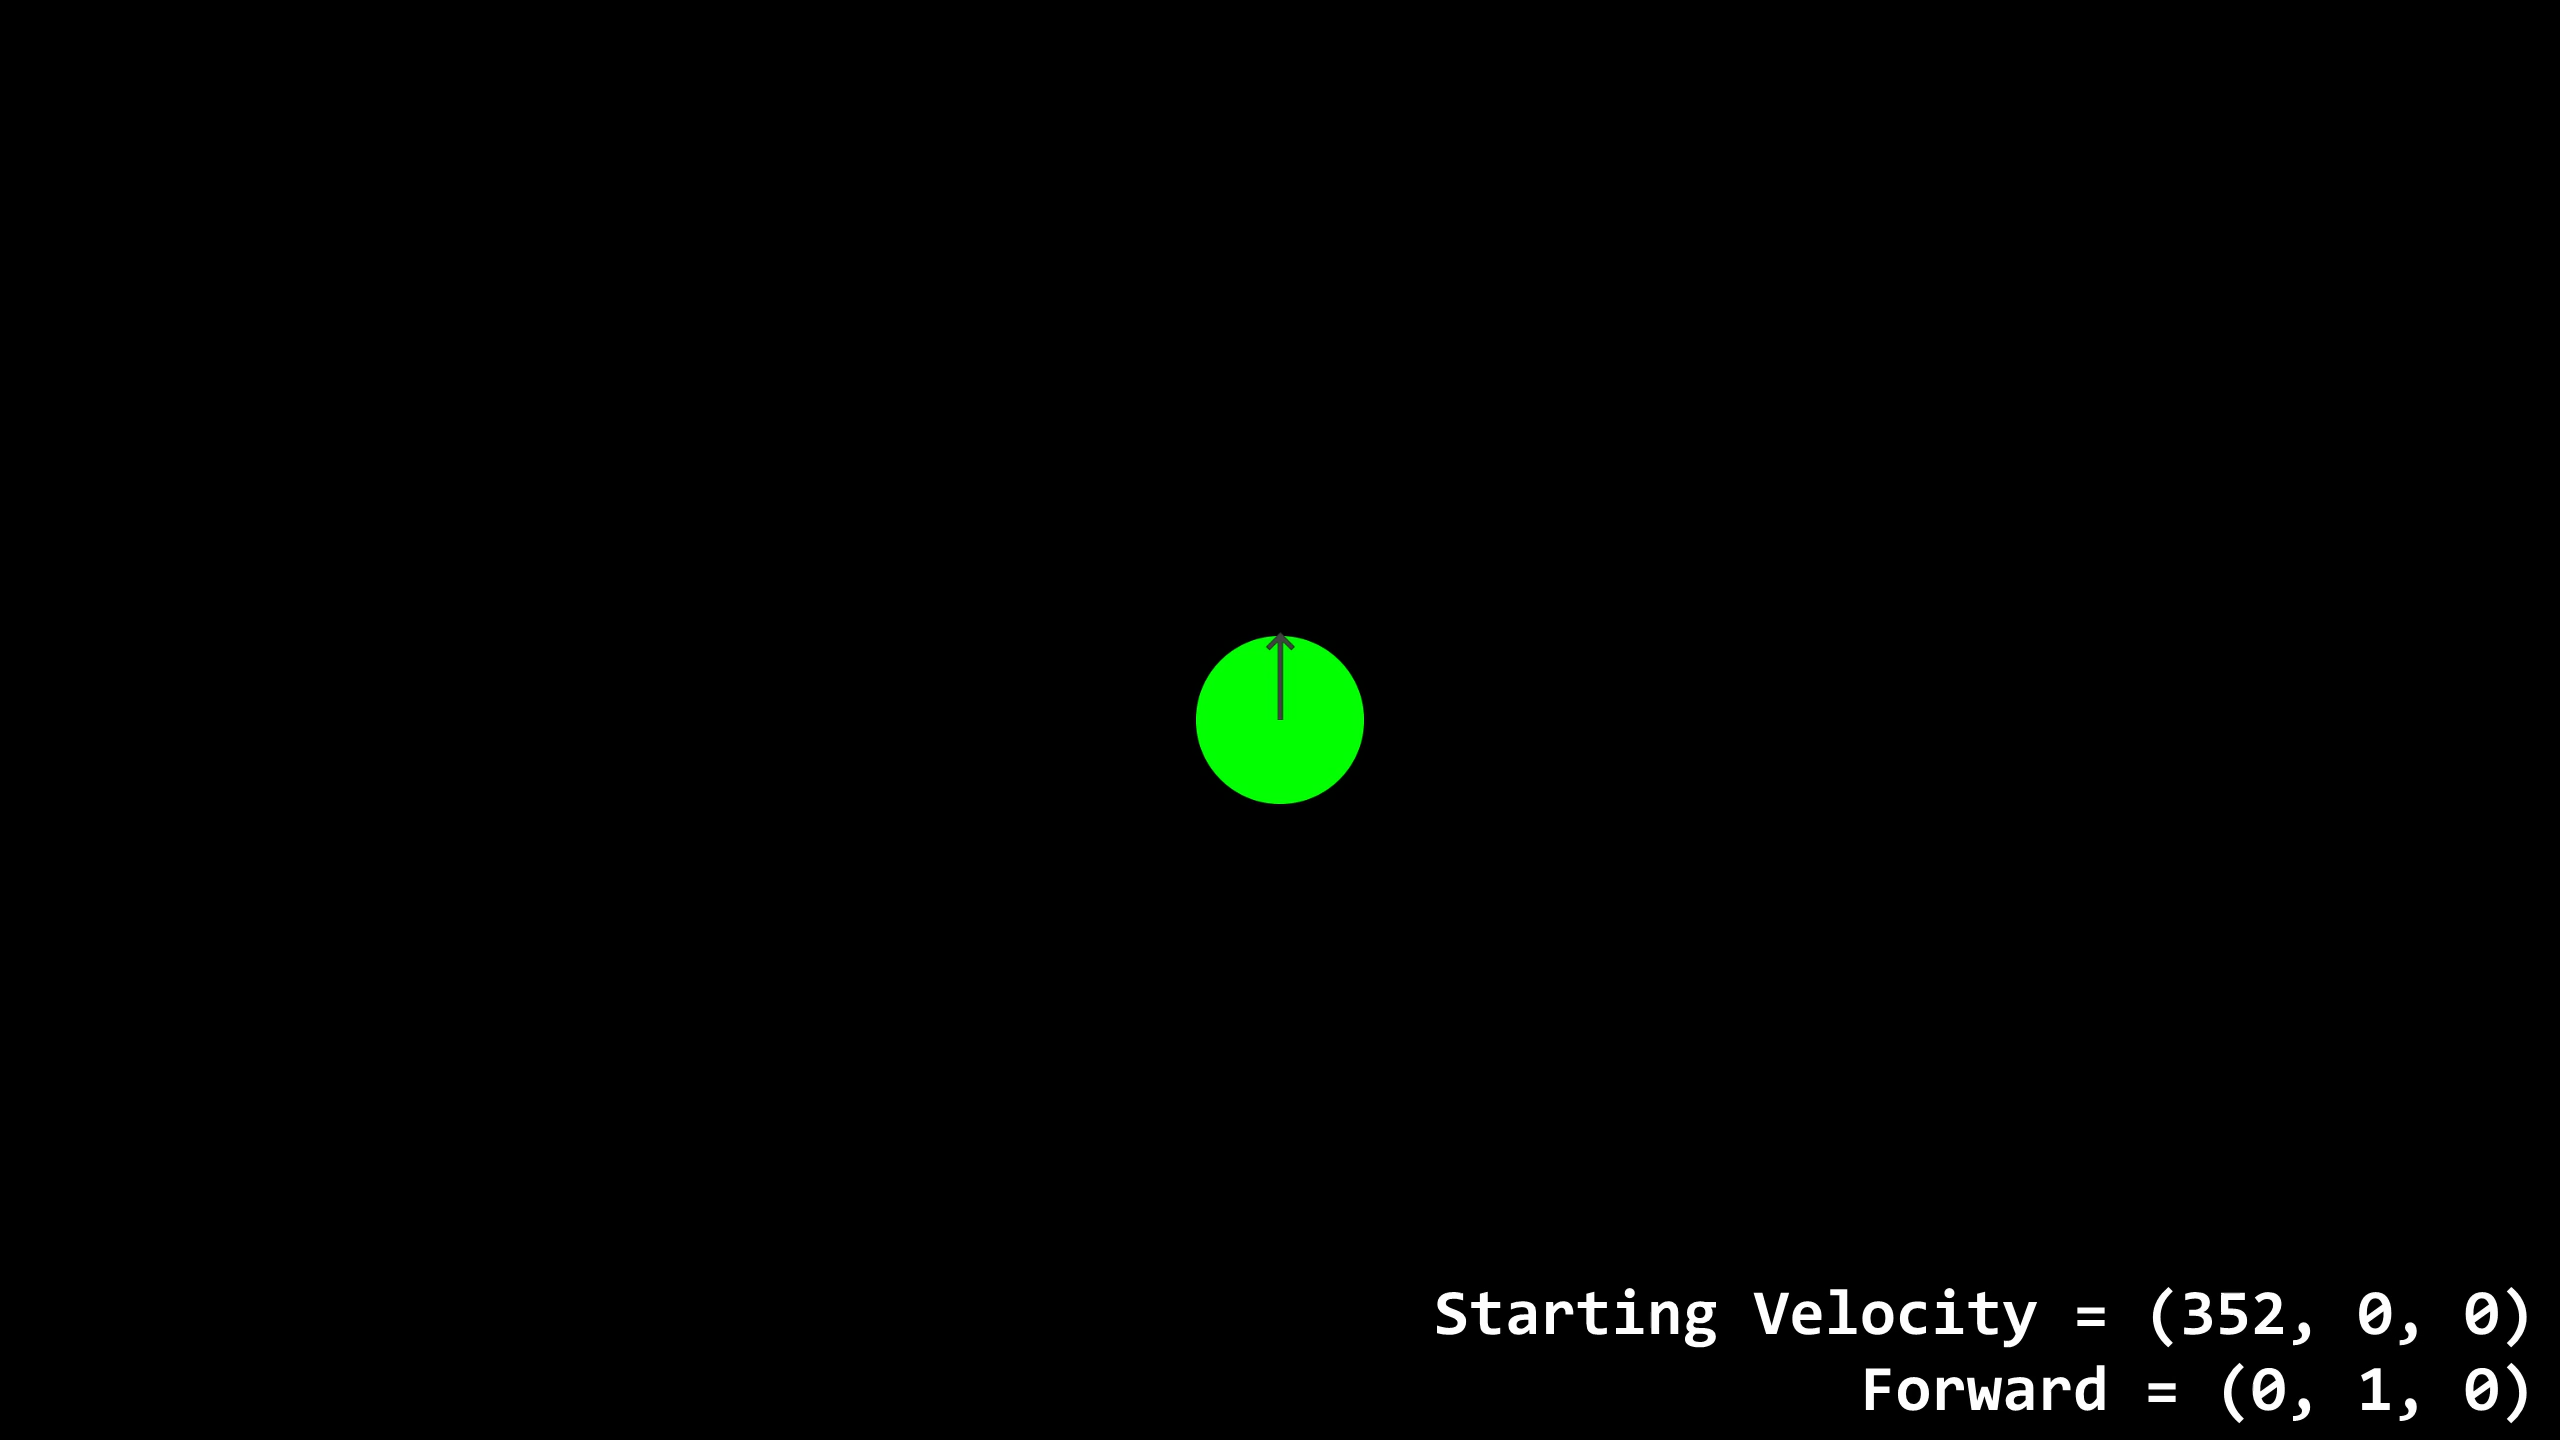 Starting Velocity = (352, 0, 0)
Forward = (0, 1, 0)